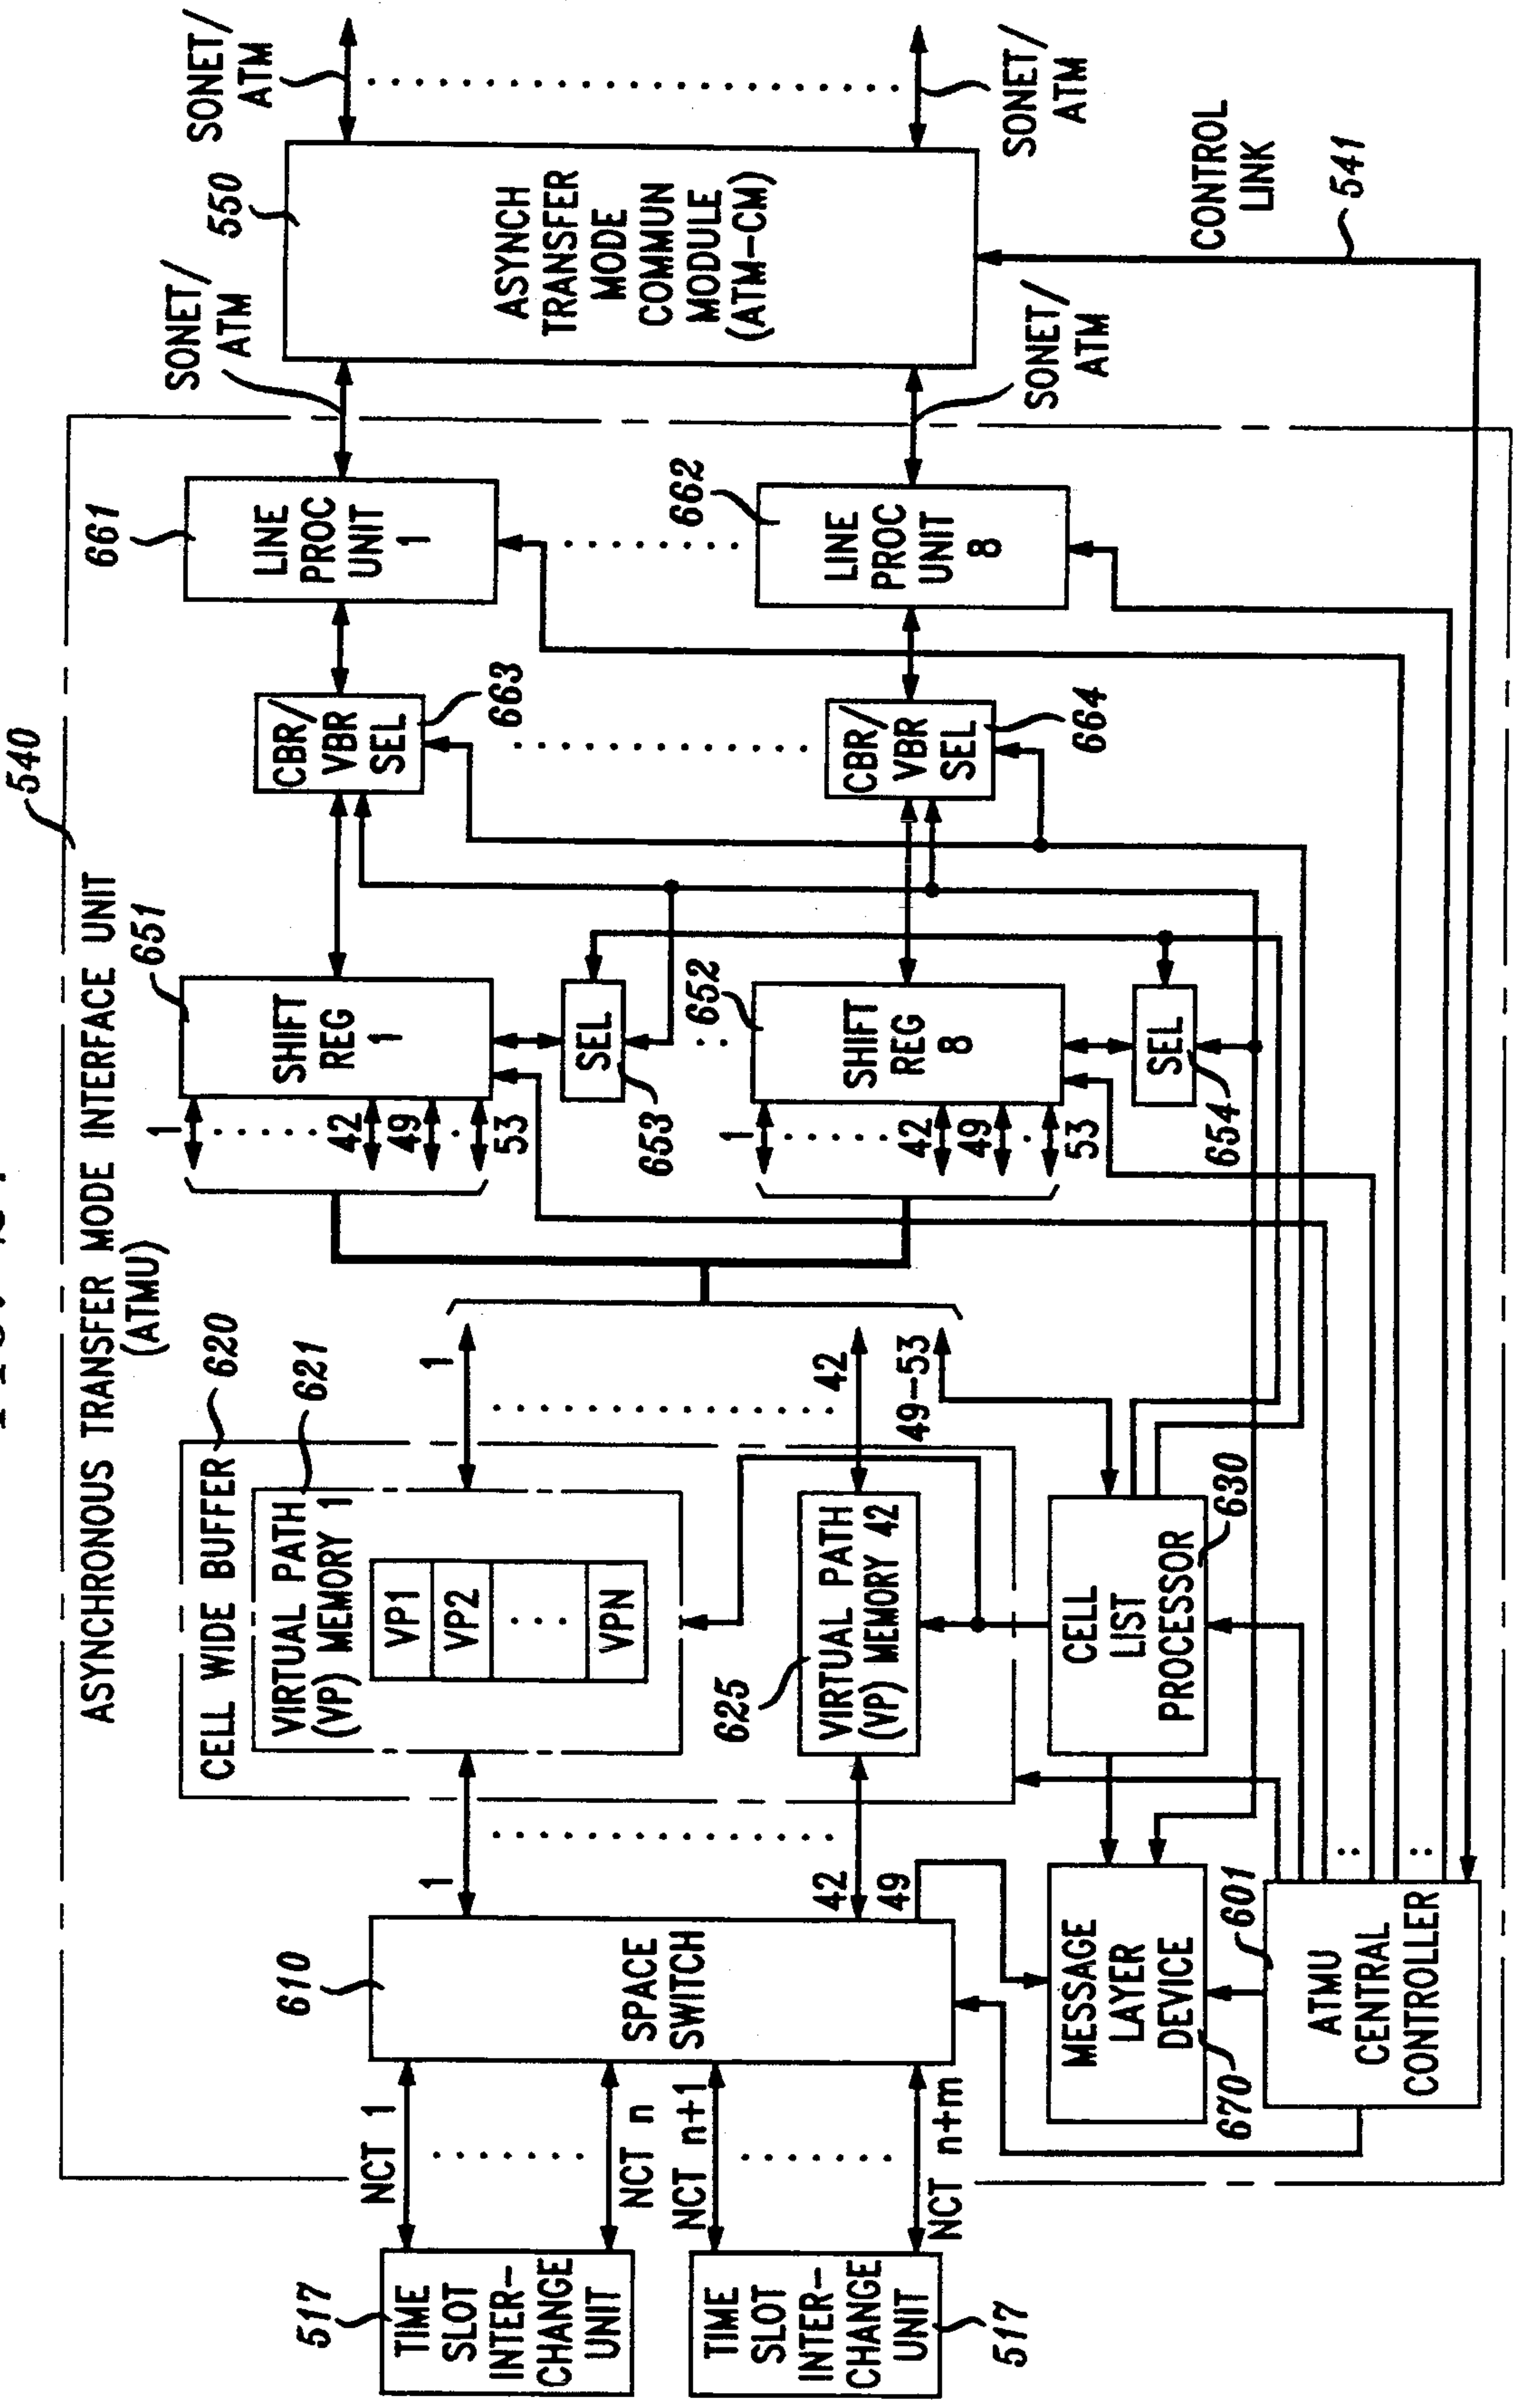 540
ASYNCHRONOUS TRANSFER MODE INTERFACE UNIT
(ATMU)
517
TIME
SLOT
INTER-
CHANGE
UNIT
NCT 1
NCT n
TIME
SLOT
INTER-
CHANGE
UNIT
517
NCT n+1
NCT n+m
610
SPACE
SWITCH
1
42
49
CELL WIDE BUFFER
620
VIRTUAL PATH
(VP) MEMORY 1
621
VP1
VP2
VPN
625
VIRTUAL PATH
(VP) MEMORY 42
1
42
49-53
CELL
LIST
PROCESSOR
630
MESSAGE
LAYER
DEVICE
670
601
ATMU
CENTRAL
CONTROLLER
651
SHIFT
REG
1
1
42
49
53
SEL
653
652
SHIFT
REG
8
1
42
49
53
SEL
654
CBR/
VBR
SEL
663
CBR/
VBR
SEL
664
661
LINE
PROC
UNIT
1
662
LINE
PROC
UNIT
8
SONET/
ATM
SONET/
ATM
550
ASYNCH
TRANSFER
MODE
COMMUN
MODULE
(ATM-CM)
SONET/
ATM
SONET/
ATM
CONTROL
LINK
541